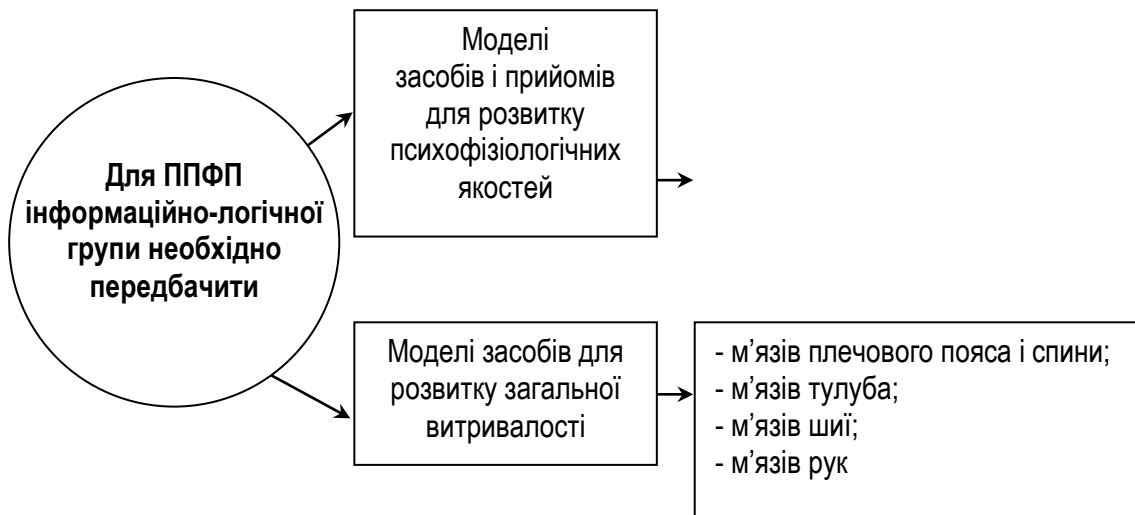 Моделі
засобів і прийомів
для розвитку
психофізіологічних
якостей
Для ППФП
інформаційно-логічної
групи необхідно
передбачити
Моделі засобів для
розвитку загальної
витривалості
- м’язів плечового пояса і спини;
- м’язів тулуба;
- м’язів шиї;
- м’язів рук